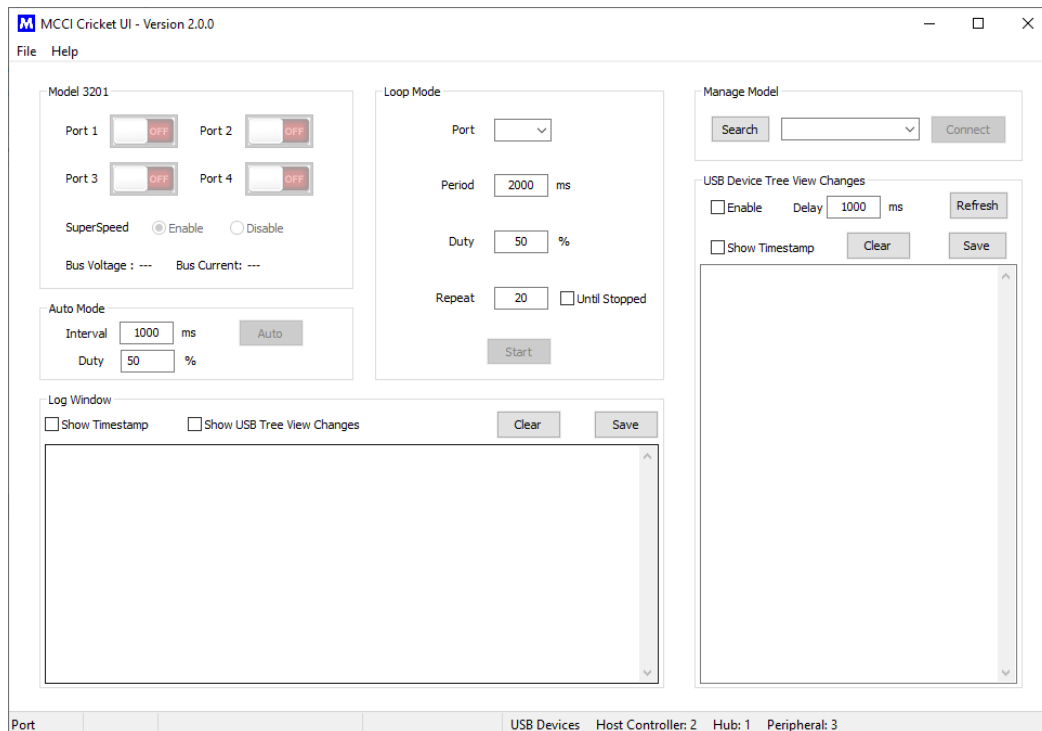 MCCI Cricket UI - Version 2.0.0
File Help
Model 3201
Port 1 OFF Port 2 OFF
Port 3 OFF Port 4 OFF
SuperSpeed Enable Disable
Bus Voltage : --- Bus Current: ---
Auto Mode
Interval 1000 ms Auto
Duty 50 %
Loop Mode
Port
Period 2000 ms
Duty 50 %
Repeat 20 Until Stopped
Start
Manage Model
Search Connect
USB Device Tree View Changes
Enable Delay 1000 ms Refresh
Show Timestamp Clear Save
Log Window
Show Timestamp Show USB Tree View Changes Clear Save
Port USB Devices Host Controller: 2 Hub: 1 Peripheral: 3